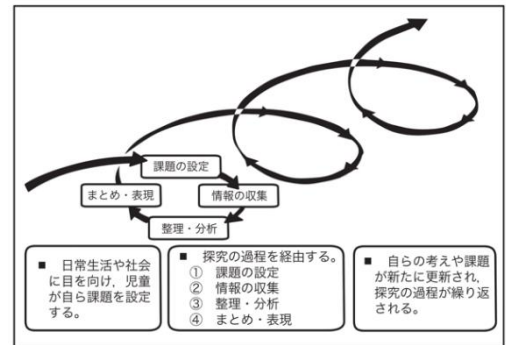 課題の設定
まとめ・表現
情報の収集
整理・分析
■ 日常生活や社会
に目を向け，児童
が自ら課題を設定
する。
■ 探究の過程を経由する。
① 課題の設定
② 情報の収集
③ 整理・分析
④ まとめ・表現
■ 自らの考えや課題
が新たに更新され，
探究の過程が繰り返
される。